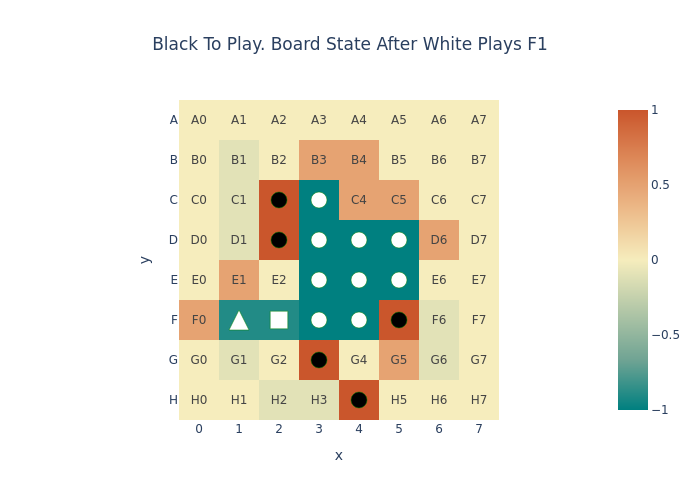 Black To Play. Board State After White Plays F1
A A0 A1 A2 A3 A4 A5 A6 A7
B B0 B1 B2 B3 B4 B5 B6 B7
C C0 C1 C4 C5 C6 C7
D D0 D1 D6 D7
E E0 E1 E2 E6 E7
F F0 F6 F7
G G0 G1 G2 G4 G5 G6 G7
H H0 H1 H2 H3 H5 H6 H7
0 1 2 3 4 5 6 7
x
y
1
0.5
0
−0.5
−1